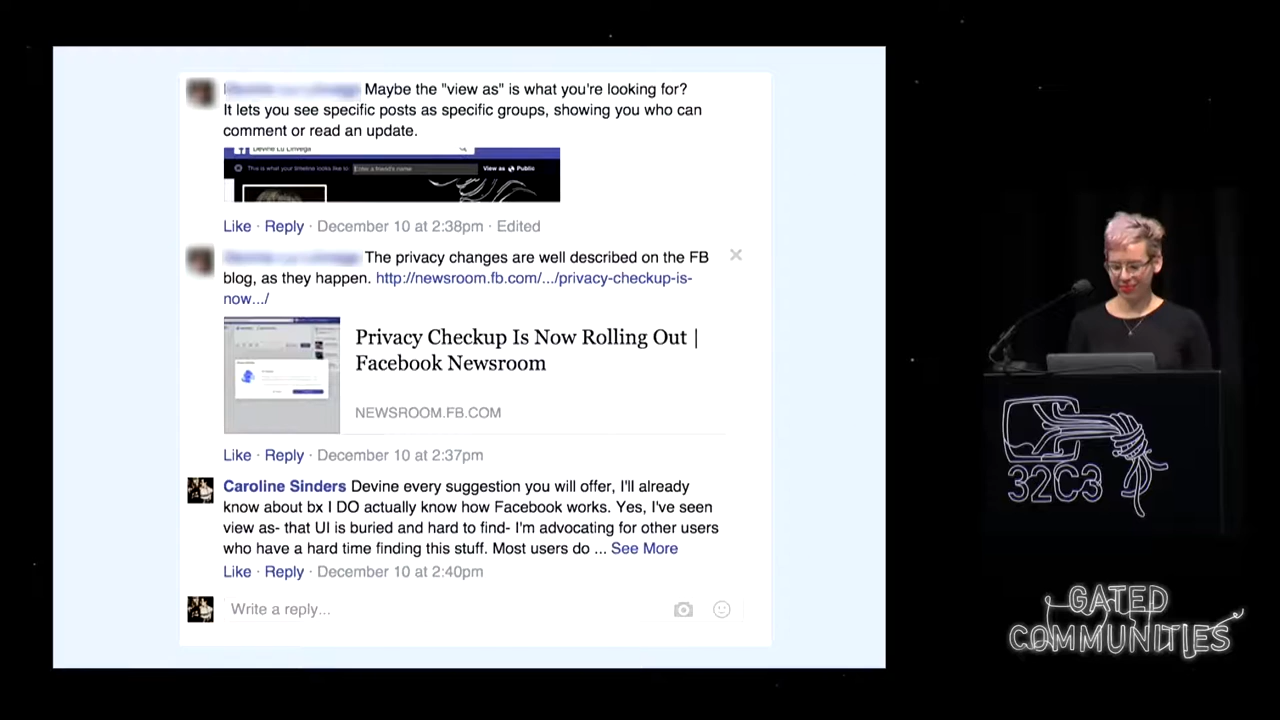 Maybe the "view as" is what you're looking for?
It lets you see specific posts as specific groups, showing you who can
comment or read an update.
Devine Lu Linvega
This is what your timeline looks like to: Enter a friend's name View as Public
Like · Reply · December 10 at 2:38pm · Edited
The privacy changes are well described on the FB
blog, as they happen. http://newsroom.fb.com/.../privacy-checkup-is-
now.../
Privacy Checkup Is Now Rolling Out |
Facebook Newsroom
NEWSROOM.FB.COM
Like · Reply · December 10 at 2:37pm
Caroline Sinders Devine every suggestion you will offer, I'll already
know about bx I DO actually know how Facebook works. Yes, I've seen
view as- that UI is buried and hard to find- I'm advocating for other users
who have a hard time finding this stuff. Most users do ... See More
Like · Reply · December 10 at 2:40pm
Write a reply...
32C3
GATED
COMMUNITIES